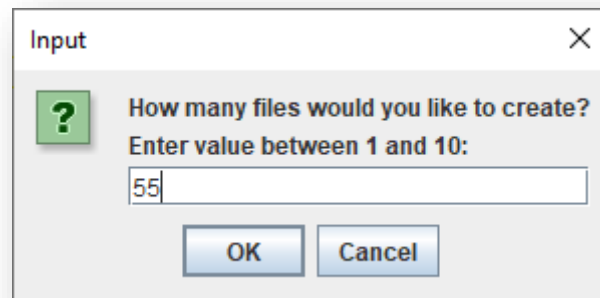 Input
How many files would you like to create?
Enter value between 1 and 10:
55
OK Cancel